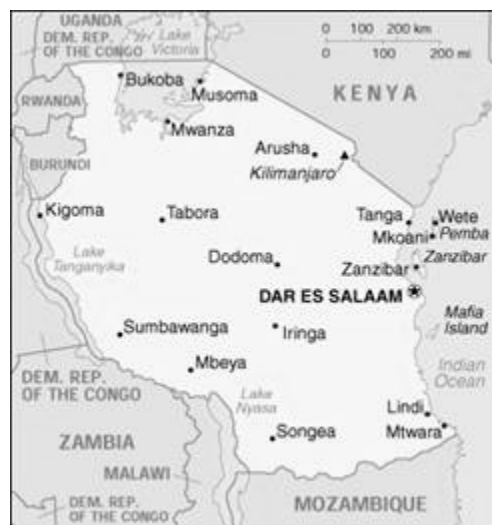 UGANDA
DEM. REP.
OF THE CONGO
Lake
Victoria
0 100 200 km
0 100 200 mi
KENYA
RWANDA
Bukoba
Musoma
Mwanza
BURUNDI
Arusha
Kilimanjaro
Kigoma
Tabora
Tanga
Wete
Mkoani
Pemba
Lake
Tanganyika
Dodoma
Zanzibar
Zanzibar
DAR ES SALAAM
Mafia
Island
Sumbawanga
Iringa
Mbeya
Indian
Ocean
DEM. REP.
OF THE CONGO
Lake
Nyasa
Lindi
Mtwara
Songea
ZAMBIA
MALAWI
DEM. REP.
OF THE CONGO
MOZAMBIQUE